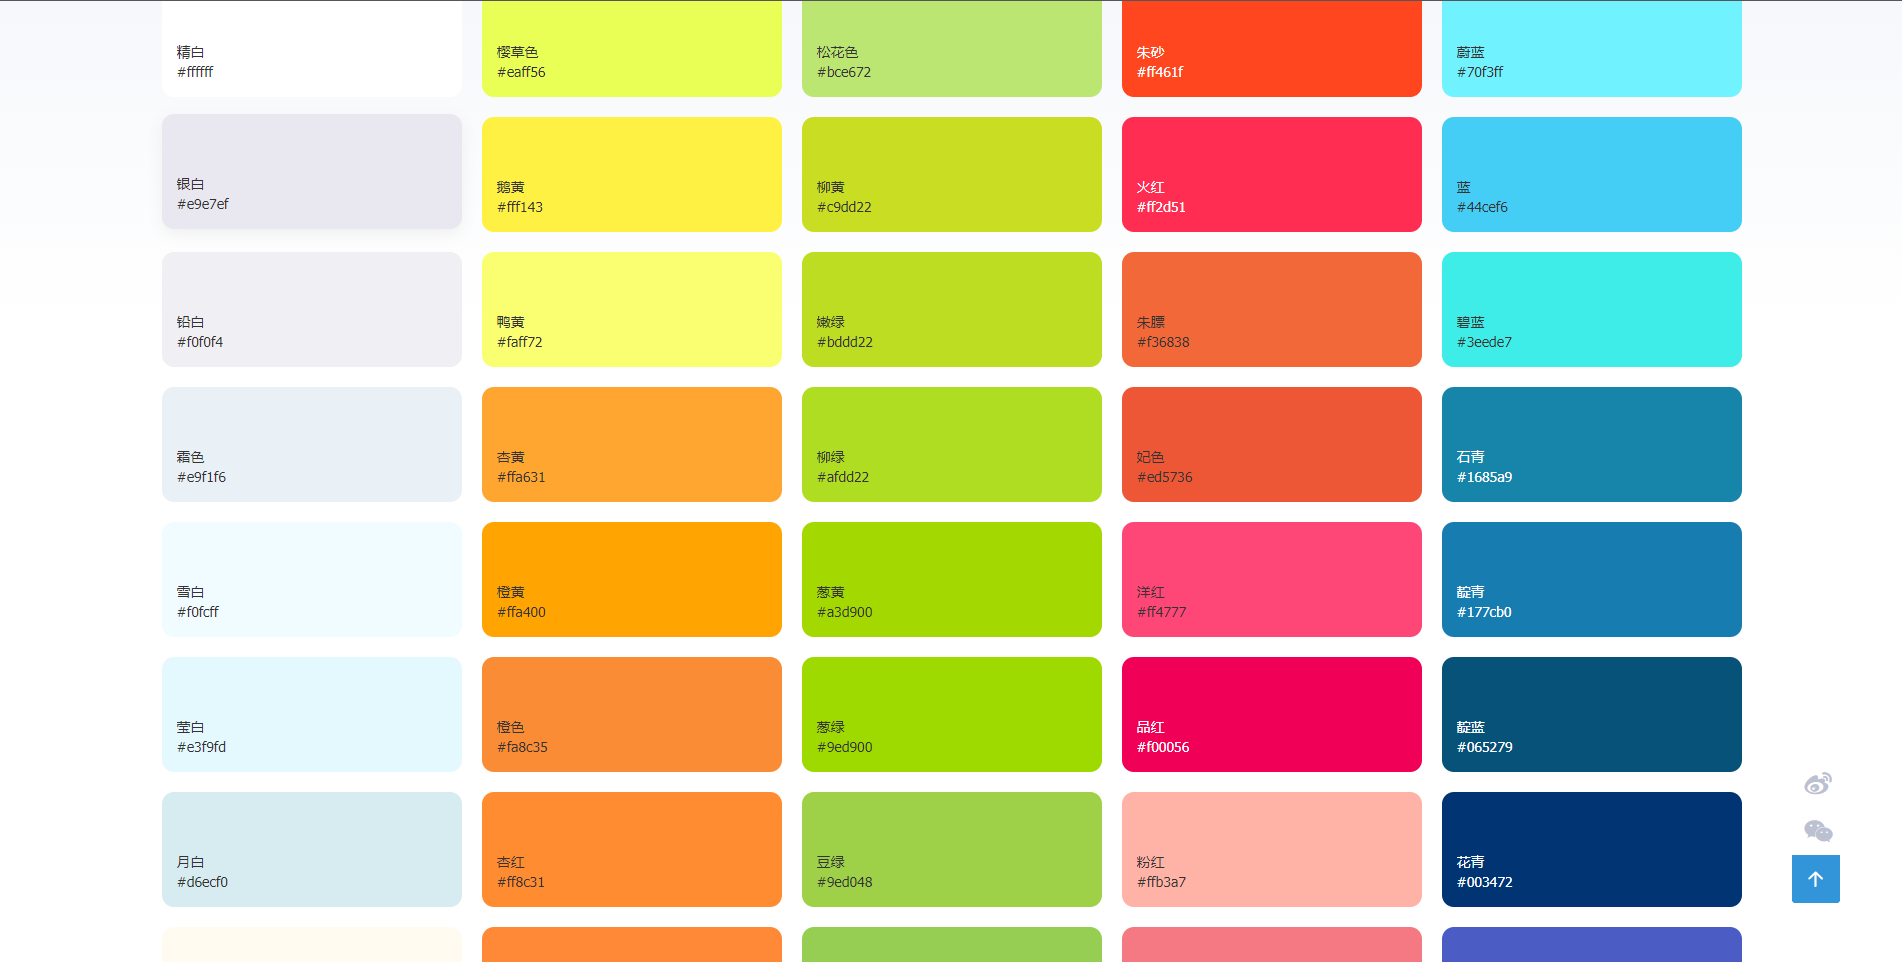 精白
#ffffff
樱草色
#eaff56
松花色
#bce672
朱砂
#ff461f
蔚蓝
#70f3ff
银白
#e9e7ef
鹅黄
#fff143
柳黄
#c9dd22
火红
#ff2d51
蓝
#44cef6
铅白
#f0f0f4
鸭黄
#faff72
嫩绿
#bddd22
朱膘
#f36838
碧蓝
#3eede7
霜色
#e9f1f6
杏黄
#ffa631
柳绿
#afdd22
妃色
#ed5736
石青
#1685a9
雪白
#f0fcff
橙黄
#ffa400
葱黄
#a3d900
洋红
#ff4777
靛青
#177cb0
莹白
#e3f9fd
橙色
#fa8c35
葱绿
#9ed900
品红
#f00056
靛蓝
#065279
月白
#d6ecf0
杏红
#ff8c31
豆绿
#9ed048
粉红
#ffb3a7
花青
#003472